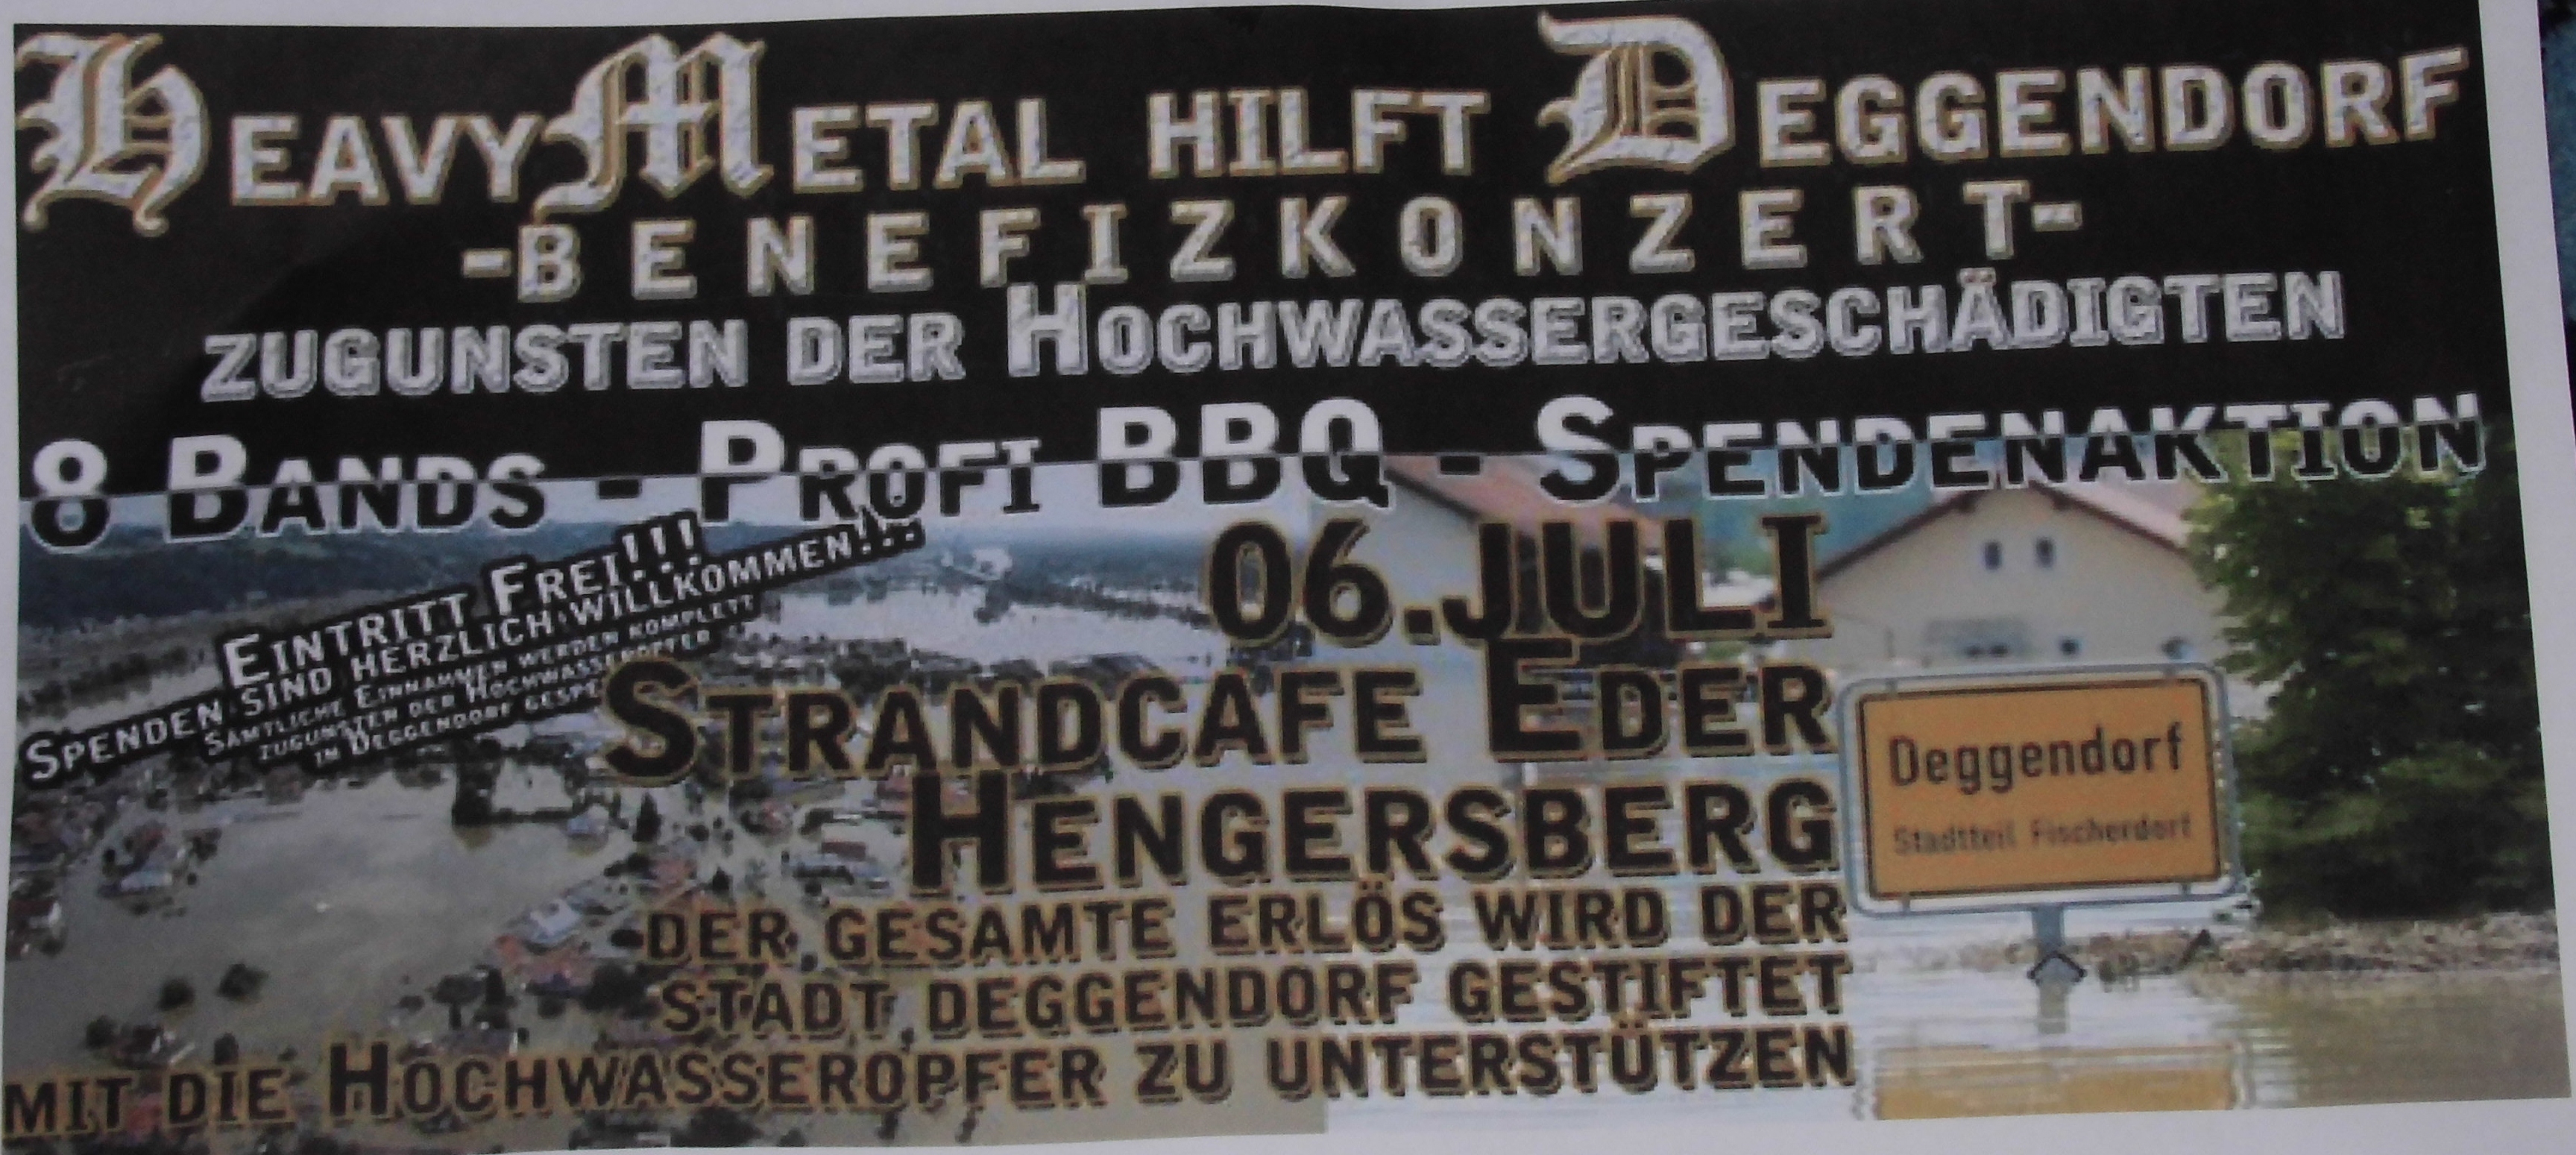 HeavyMetal hilft Deggendorf
-BENEFIZKONZERT-
zugunsten der Hochwassergeschädigten
8 Bands - Profi BBQ - Spendenaktion
Eintritt Frei!!!
Spenden sind herzlich willkommen!!!
Sämtliche Einnahmen werden komplett
zugunsten der Hochwasseropfer
in Deggendorf gespe
06.Juli
Strandcafe Eder
Hengersberg
der gesamte Erlös wird der
Stadt Deggendorf gestiftet
mit die Hochwasseropfer zu unterstützen
Deggendorf
Stadtteil Fischerdorf